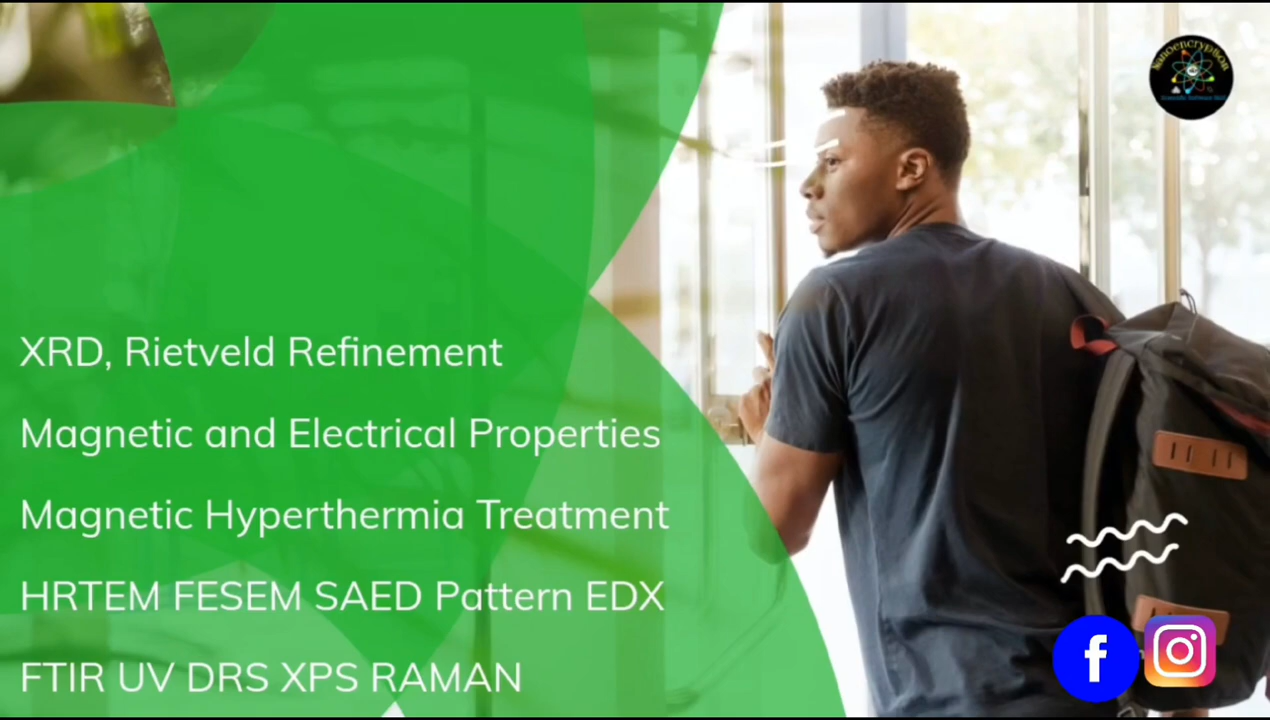 Nanoencryption
XRD, Rietveld Refinement
Magnetic and Electrical Properties
Magnetic Hyperthermia Treatment
HRTEM FESEM SAED Pattern EDX
FTIR UV DRS XPS RAMAN
f